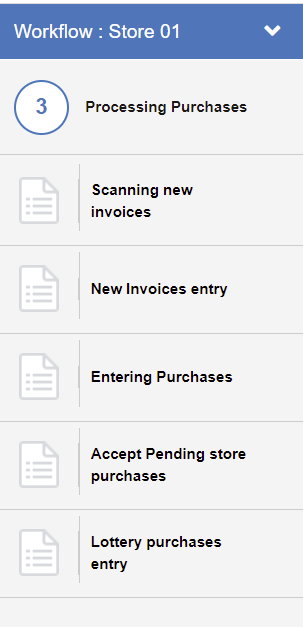 Workflow : Store 01
3
Processing Purchases
Scanning new
invoices
New Invoices entry
Entering Purchases
Accept Pending store
purchases
Lottery purchases
entry